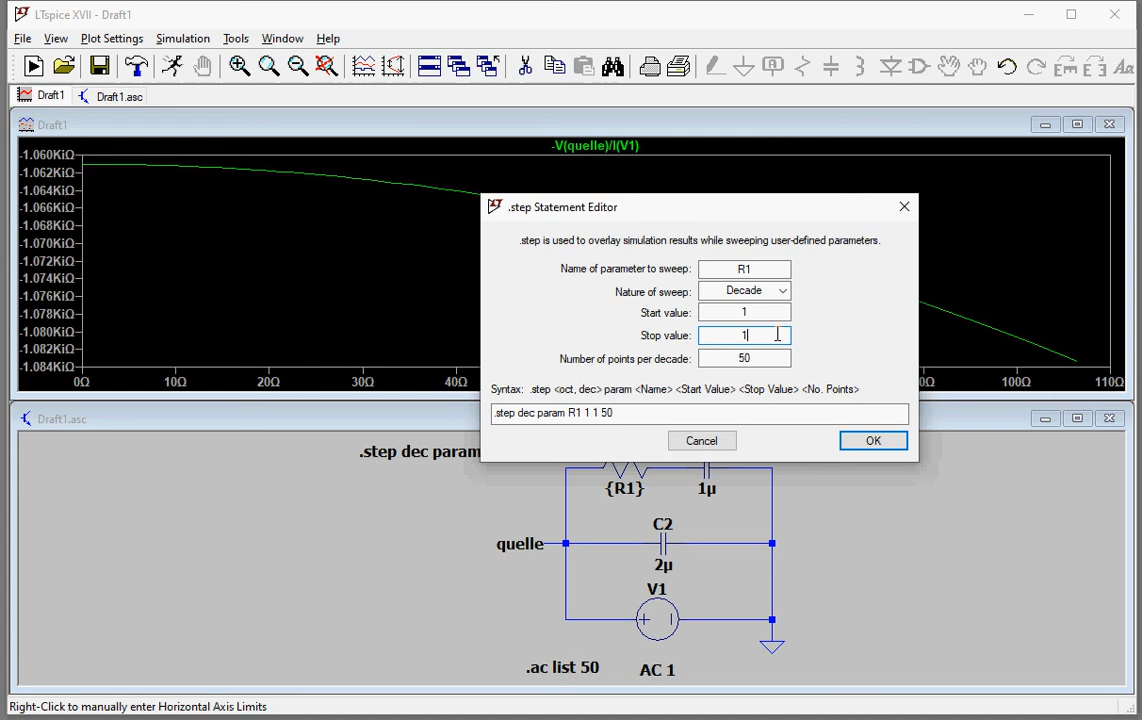 LTspice XVII - Draft1
File View Plot Settings Simulation Tools Window Help
Draft1 Draft1.asc
Draft1
-V(quelle)/I(V1)
-1.060KΩ
-1.062KΩ
-1.064KΩ
-1.066KΩ
-1.068KΩ
-1.070KΩ
-1.072KΩ
-1.074KΩ
-1.076KΩ
-1.078KΩ
-1.080KΩ
-1.082KΩ
-1.084KΩ
0Ω 10Ω 20Ω 30Ω 40Ω 0Ω 100Ω 110Ω
.step Statement Editor
.step is used to overlay simulation results while sweeping user-defined parameters.
Name of parameter to sweep: R1
Nature of sweep: Decade
Start value: 1
Stop value: 1
Number of points per decade: 50
Syntax: .step <oct, dec> param <Name> <Start Value> <Stop Value> <No. Points>
.step dec param R1 1 1 50
Cancel OK
Draft1.asc
.step dec param
{R1} 1µ
C2
quelle
2µ
V1
.ac list 50 AC 1
Right-Click to manually enter Horizontal Axis Limits